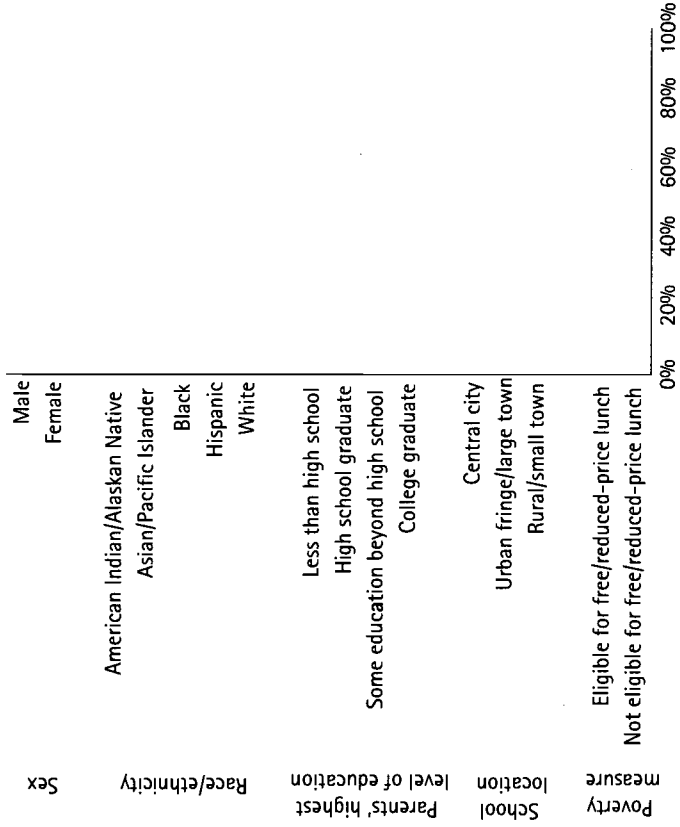 Sex
Male
Female
Race/ethnicity
American Indian/Alaskan Native
Asian/Pacific Islander
Black
Hispanic
White
Parents' highest
level of education
Less than high school
High school graduate
Some education beyond high school
College graduate
School
location
Central city
Urban fringe/large town
Rural/small town
Poverty
measure
Eligible for free/reduced-price lunch
Not eligible for free/reduced-price lunch
0% 20% 40% 60% 80% 100%